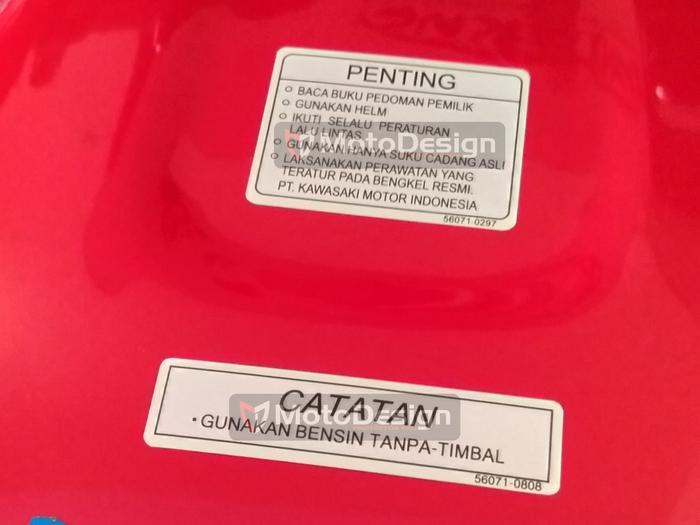 PENTING
○ BACA BUKU PEDOMAN PEMILIK
○ GUNAKAN HELM
○ IKUTI SELALU PERATURAN
LALU LINTAS
MotoDesign
○ GUNAKAN HANYA SUKU CADANG ASLI
○ LAKSANAKAN PERAWATAN YANG
TERATUR PADA BENGKEL RESMI.
PT. KAWASAKI MOTOR INDONESIA
56071-0297
CATATAN
MotoDesign
·GUNAKAN BENSIN TANPA-TIMBAL
56071-0808